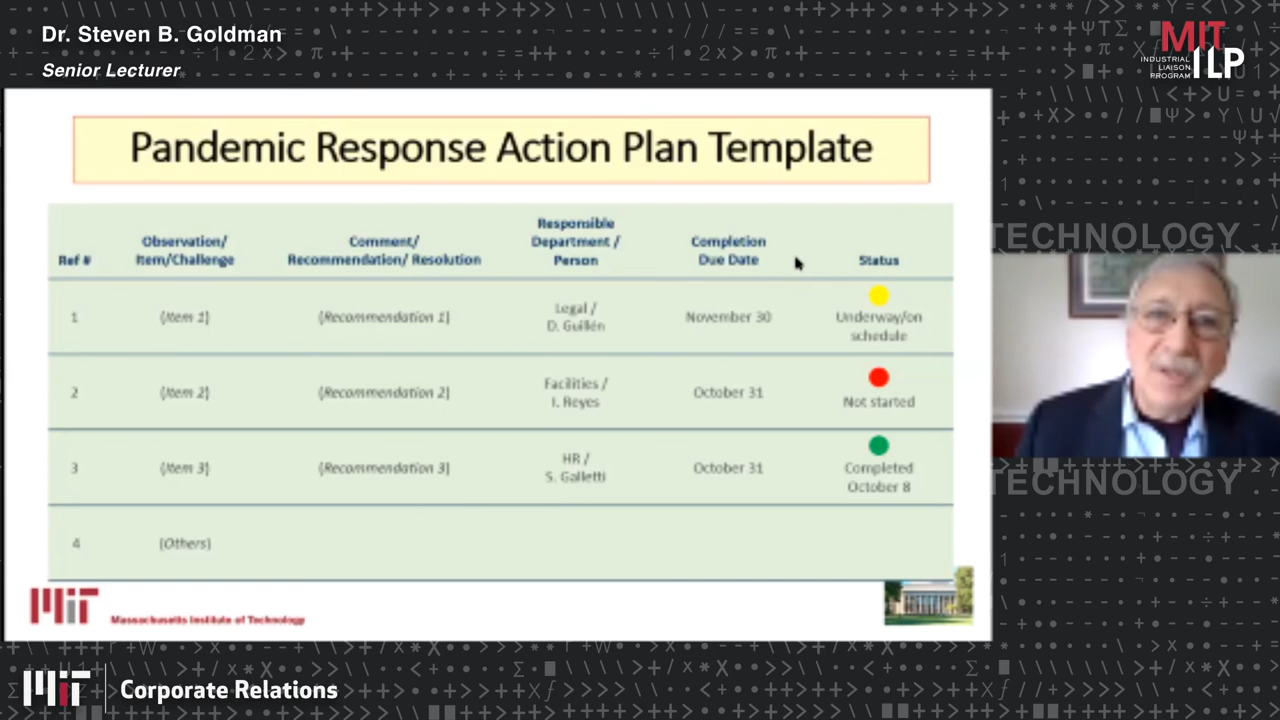 Dr. Steven B. Goldman
Senior Lecturer
MIT
ILP
INDUSTRIAL
LIAISON
PROGRAM
Pandemic Response Action Plan Template
Ref #
Observation/
Item/Challenge
Comment/
Recommendation/ Resolution
Responsible
Department /
Person
Completion
Due Date
Status
1
(Item 1)
(Recommendation 1)
Legal /
D. Guillén
November 30
Underway/on
schedule
2
(Item 2)
(Recommendation 2)
Facilities /
I. Reyes
October 31
Not started
3
(Item 3)
(Recommendation 3)
HR /
S. Galletti
October 31
Completed
October 8
4
(Others)
MIT
Massachusetts Institute of Technology
TECHNOLOGY
TECHNOLOGY
MIT
Corporate Relations